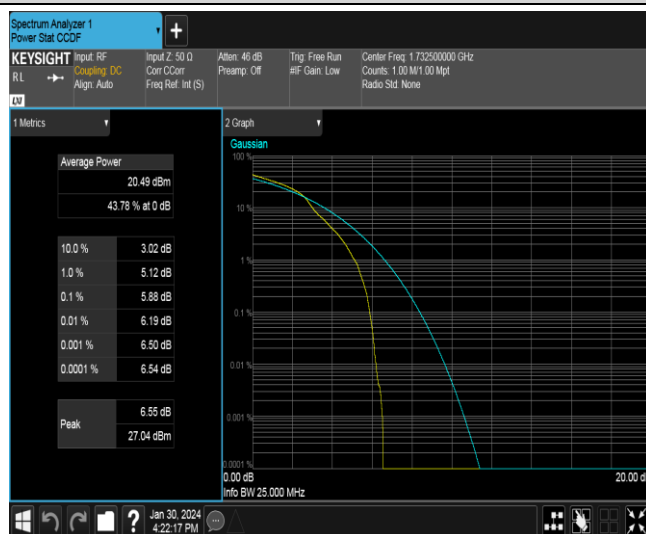 Spectrum Analyzer 1
Power Stat CCDF
+
KEYSIGHT
RL
LXI
Input: RF
Coupling: DC
Align: Auto
Input Z: 50 Ω
Corr CCorr
Freq Ref: Int (S)
Atten: 46 dB
Preamp: Off
Trig: Free Run
#IF Gain: Low
Center Freq: 1.732500000 GHz
Counts: 1.00 M/1.00 Mpt
Radio Std: None
1 Metrics
Average Power
20.49 dBm
43.78 % at 0 dB
10.0 % 3.02 dB
1.0 % 5.12 dB
0.1 % 5.88 dB
0.01 % 6.19 dB
0.001 % 6.50 dB
0.0001 % 6.54 dB
Peak
6.55 dB
27.04 dBm
2 Graph
Gaussian
100 %
10 %
1 %
0.1 %
0.01 %
0.001 %
0.0001 %
0.00 dB
20.00 d
Info BW 25.000 MHz
?
Jan 30, 2024
4:22:17 PM